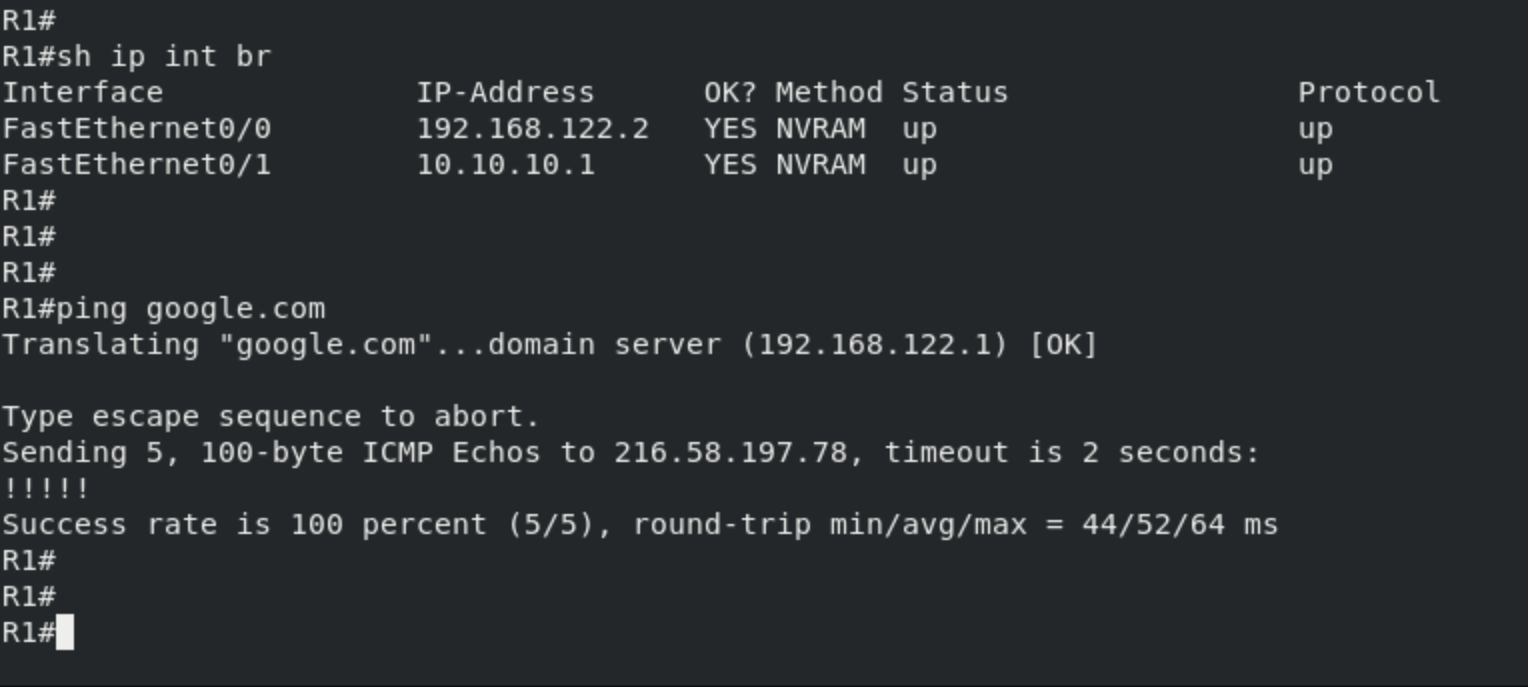 R1#
R1#sh ip int br
Interface              IP-Address      OK? Method Status                Protocol
FastEthernet0/0        192.168.122.2   YES NVRAM  up                    up
FastEthernet0/1        10.10.10.1      YES NVRAM  up                    up
R1#
R1#
R1#
R1#ping google.com
Translating "google.com"...domain server (192.168.122.1) [OK]

Type escape sequence to abort.
Sending 5, 100-byte ICMP Echos to 216.58.197.78, timeout is 2 seconds:
!!!!!
Success rate is 100 percent (5/5), round-trip min/avg/max = 44/52/64 ms
R1#
R1#
R1#